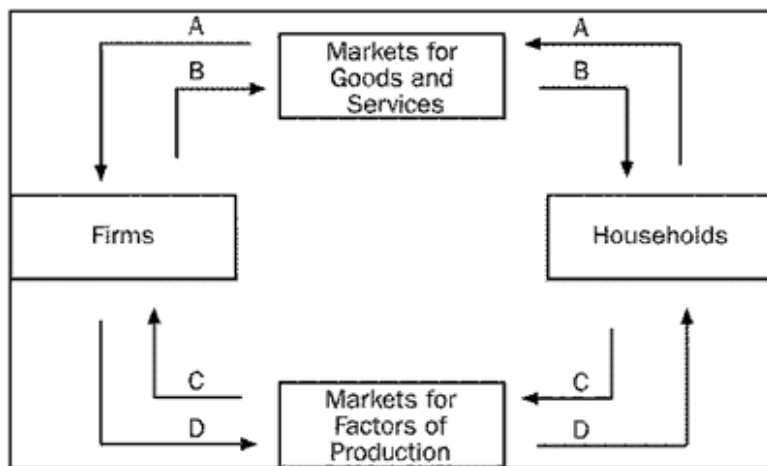 A
Markets for
Goods and
Services
A
B
B
Firms
Households
C
Markets for
Factors of
Production
C
D
D